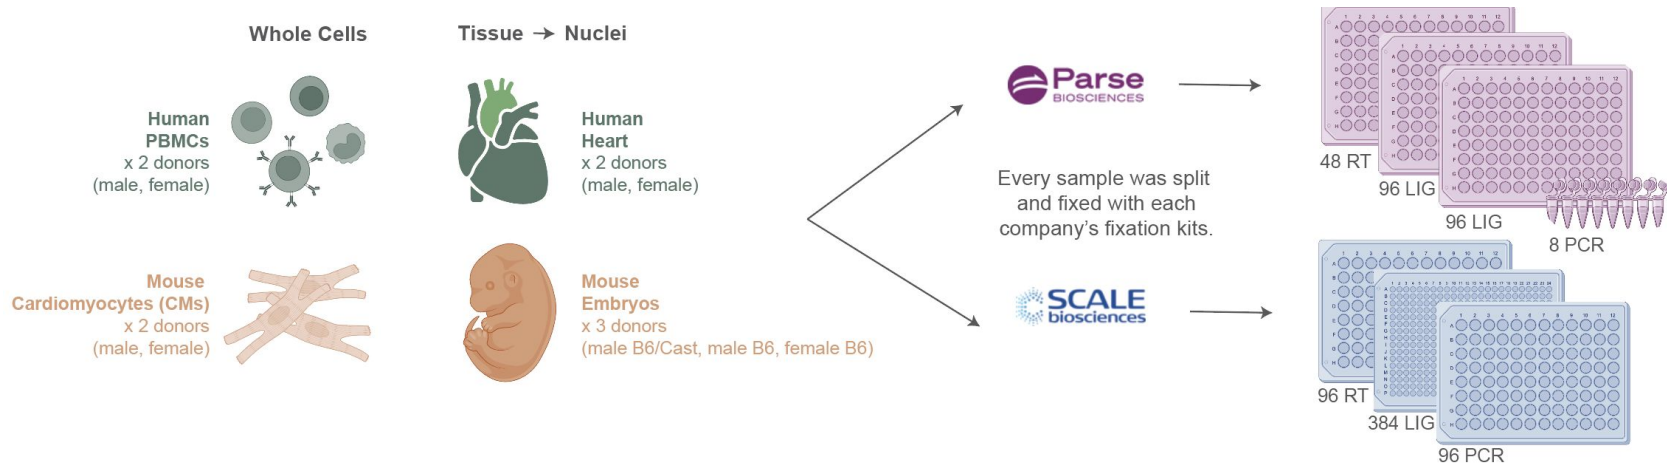 Whole Cells
Tissue → Nuclei
Human
PBMCs
x 2 donors
(male, female)
Human
Heart
x 2 donors
(male, female)
Mouse
Cardiomyocytes (CMs)
x 2 donors
(male, female)
Mouse
Embryos
x 3 donors
(male B6/Cast, male B6, female B6)
Parse
BIOSCIENCES
Every sample was split
and fixed with each
company's fixation kits.
SCALE
biosciences
48 RT
96 LIG
96 LIG
8 PCR
96 RT
384 LIG
96 PCR